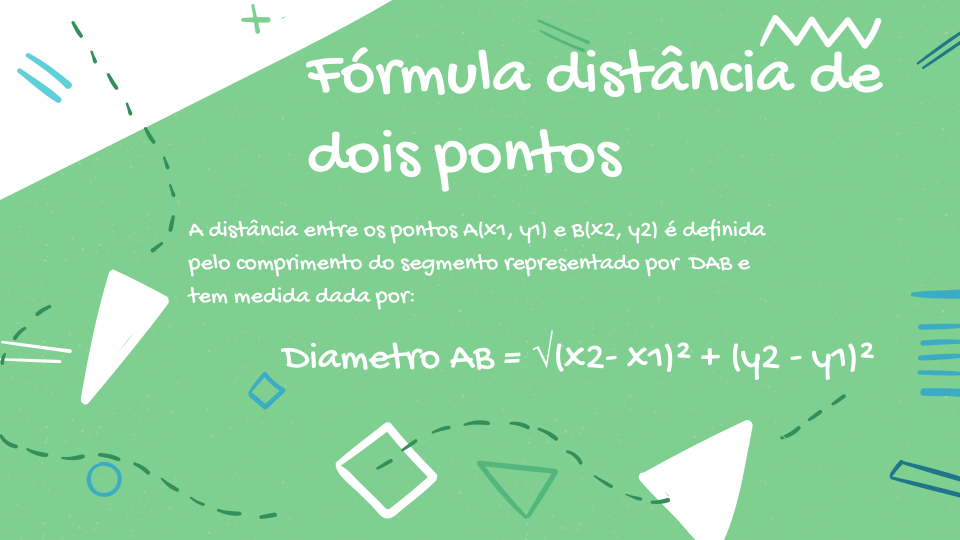 Fórmula distância de
dois pontos
A distância entre os pontos A(x1, y1) e B(x2, y2) é definida
pelo comprimento do segmento representado por DAB e
tem medida dada por:
Diametro AB = √(x2- x1)² + (y2 - y1)²